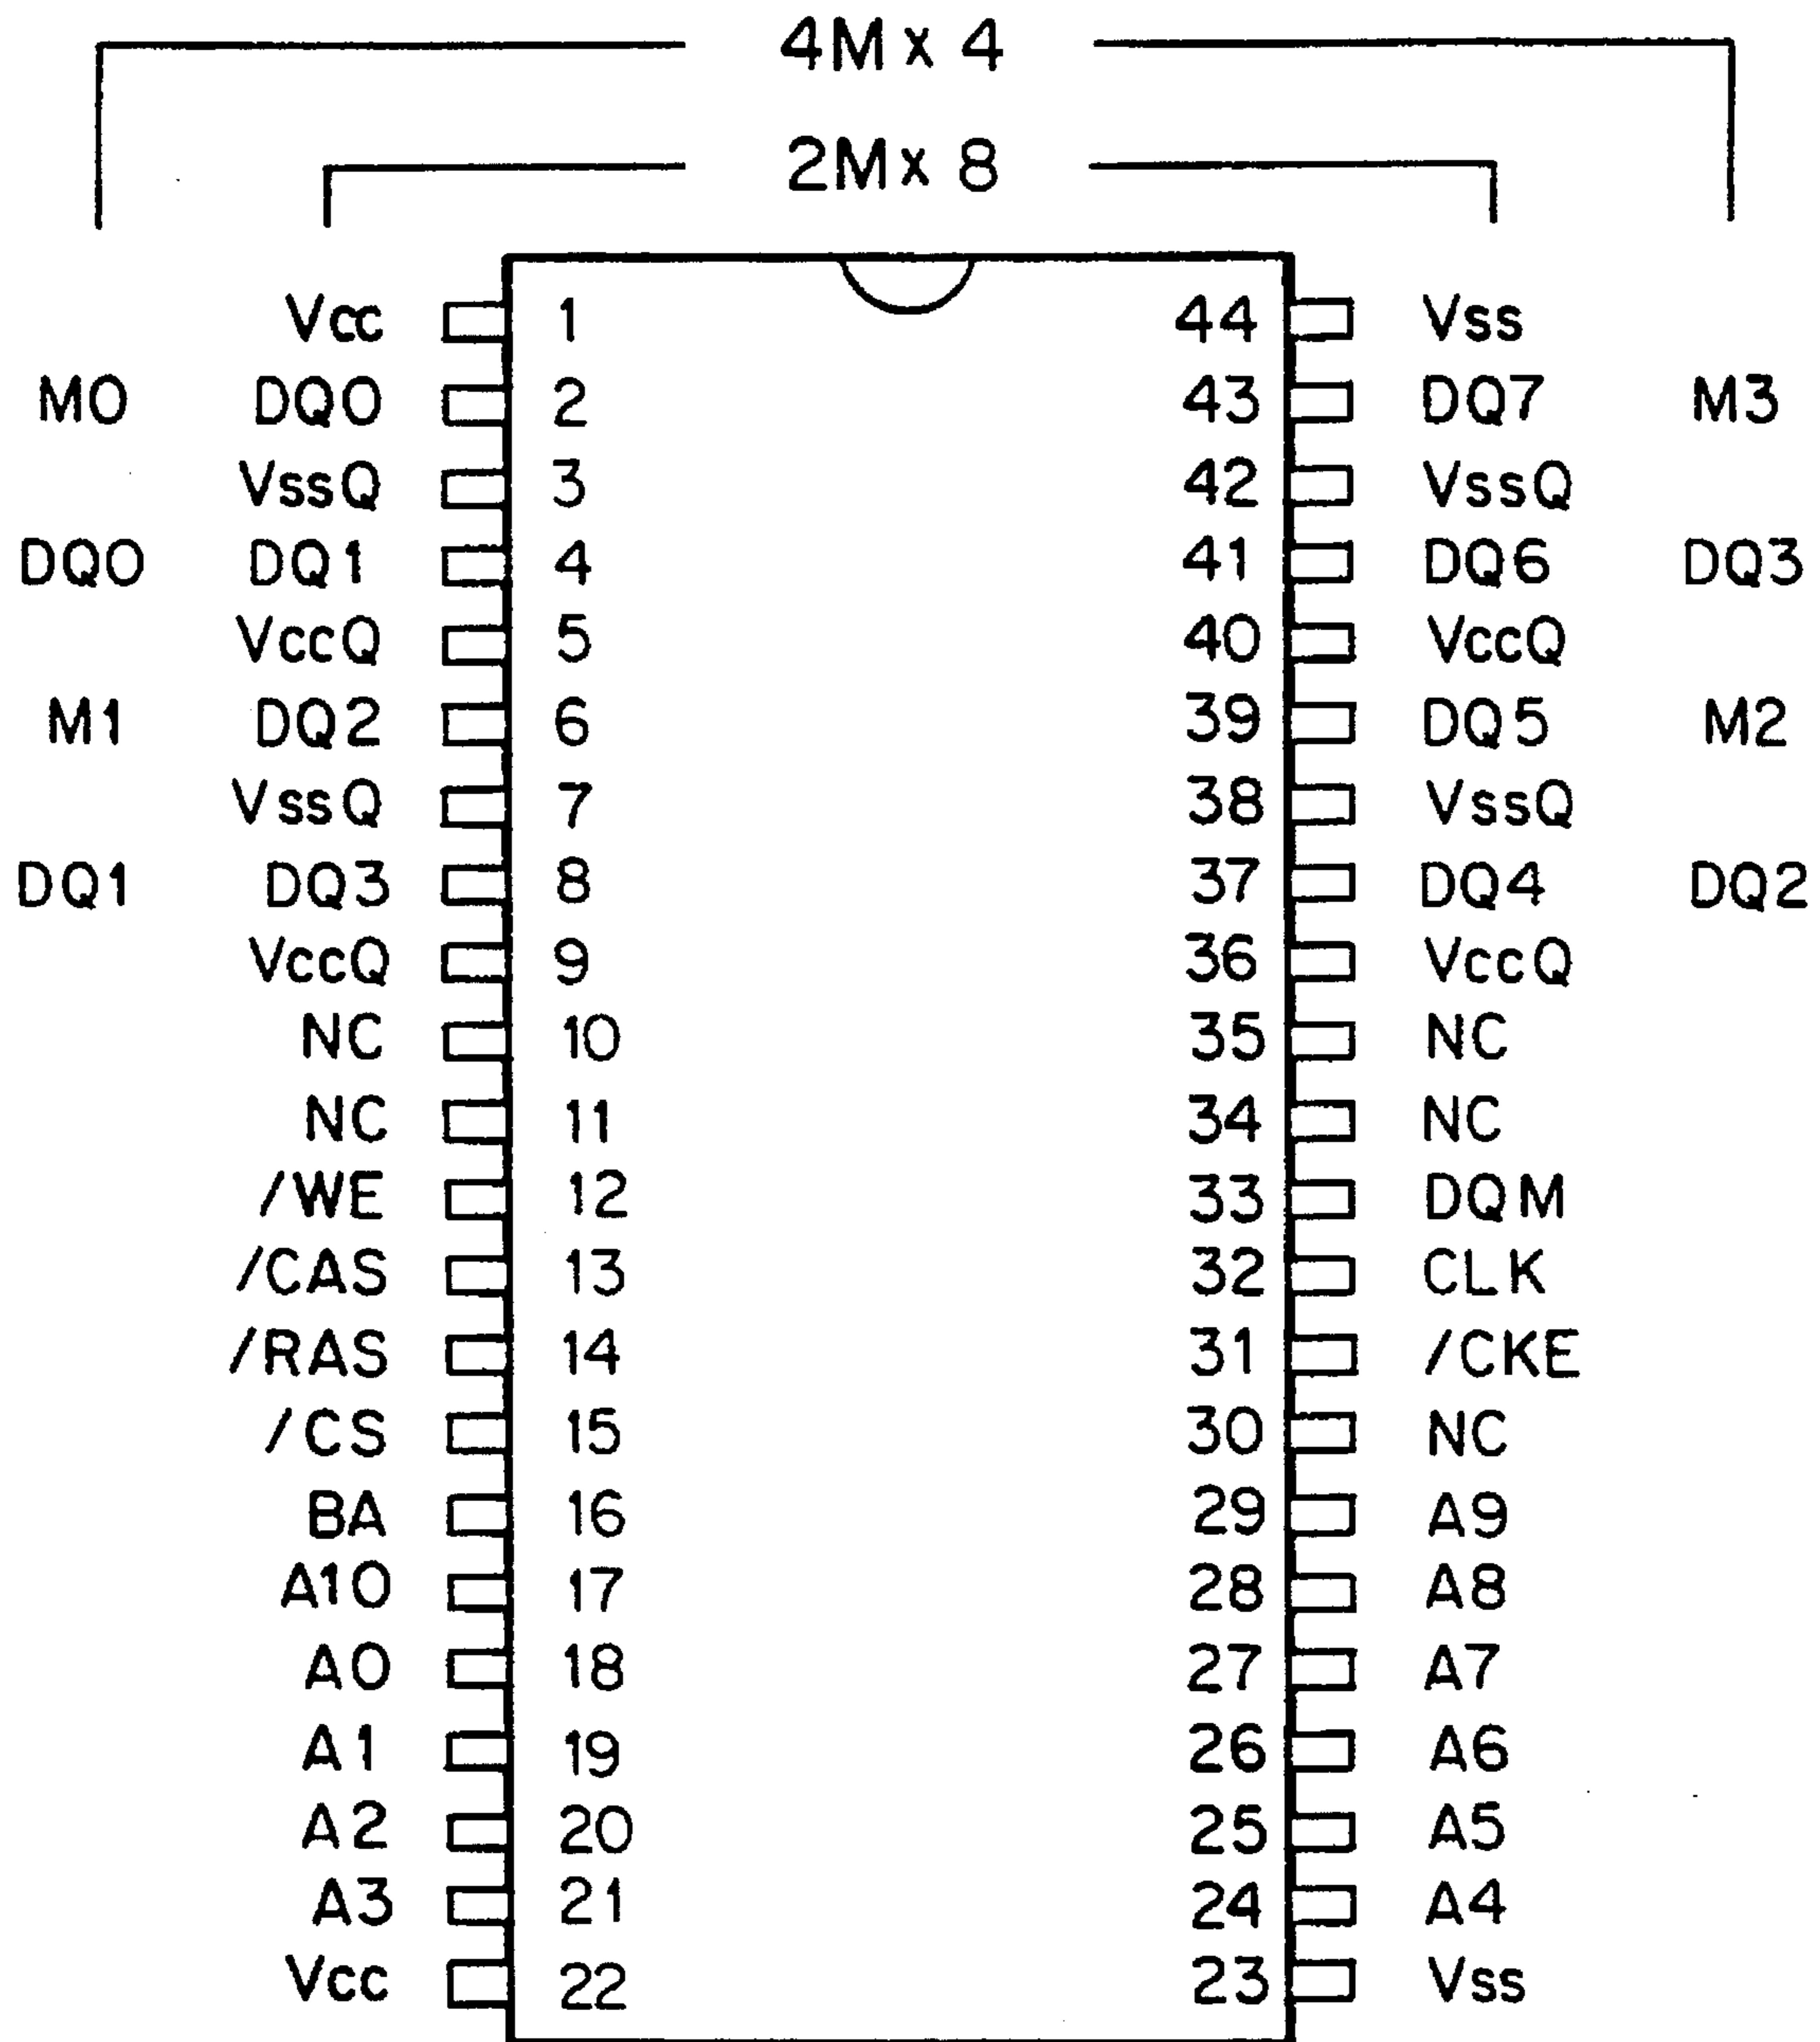 4M x 4
2M x 8
Vcc 1 44 Vss
M0 DQ0 2 43 DQ7 M3
VssQ 3 42 VssQ
DQ0 DQ1 4 41 DQ6 DQ3
VccQ 5 40 VccQ
M1 DQ2 6 39 DQ5 M2
VssQ 7 38 VssQ
DQ1 DQ3 8 37 DQ4 DQ2
VccQ 9 36 VccQ
NC 10 35 NC
NC 11 34 NC
/WE 12 33 DQM
/CAS 13 32 CLK
/RAS 14 31 /CKE
/CS 15 30 NC
BA 16 29 A9
A10 17 28 A8
A0 18 27 A7
A1 19 26 A6
A2 20 25 A5
A3 21 24 A4
Vcc 22 23 Vss